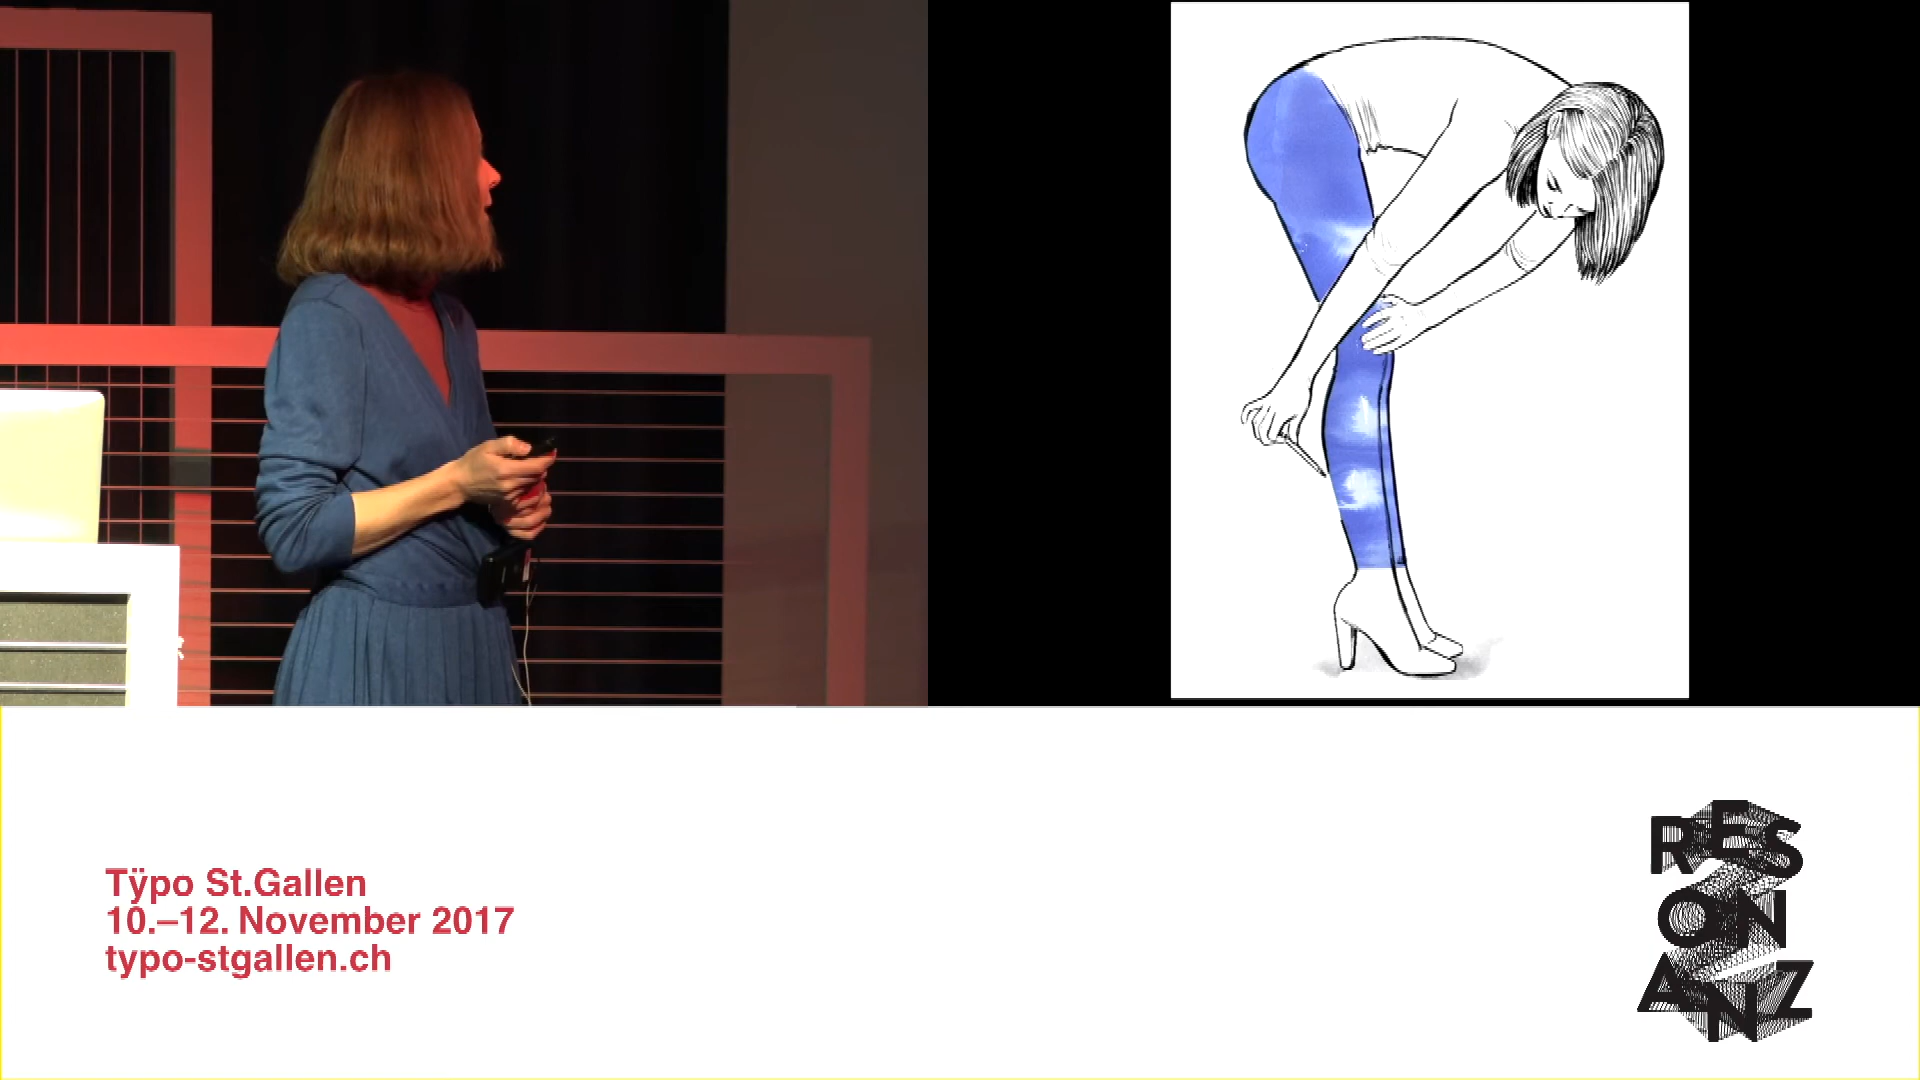 Tÿpo St.Gallen
10.–12. November 2017
typo-stgallen.ch
RES
ON
ANZ